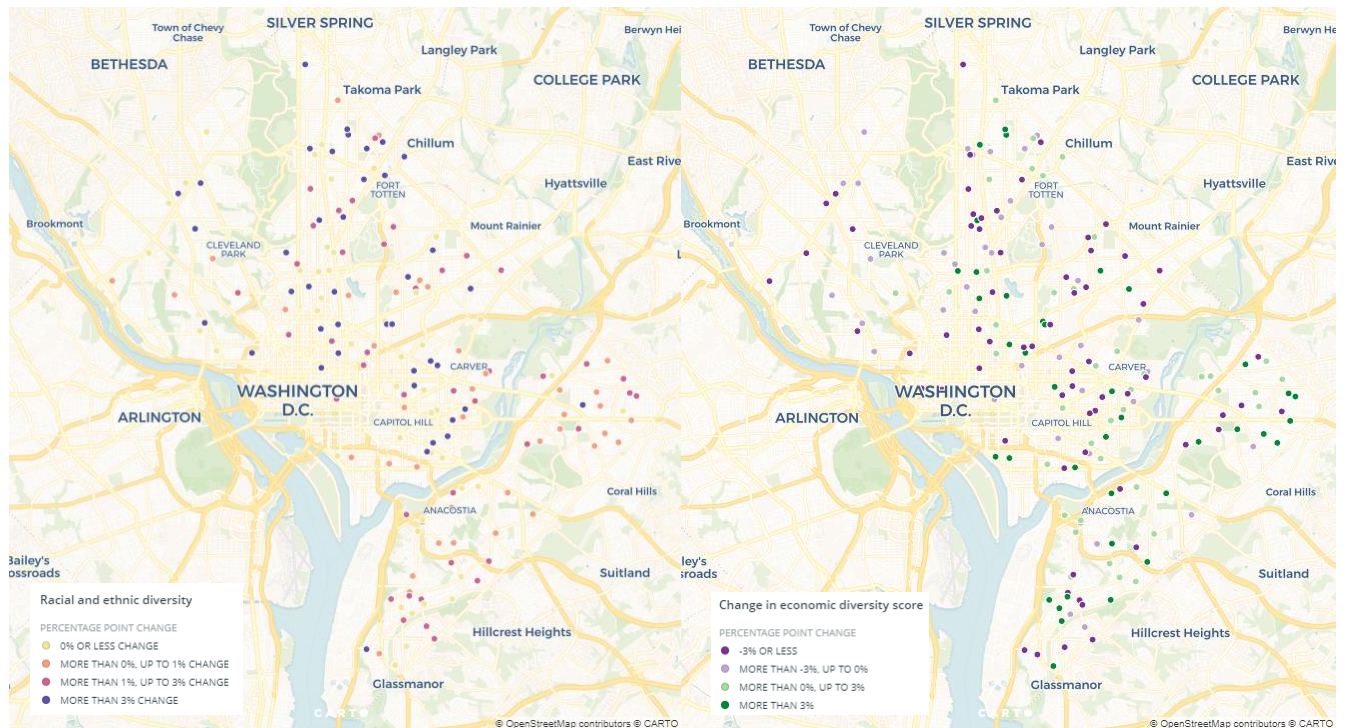 SILVER SPRING
Town of Chevy
Chase
Berwyn Hei
Langley Park
BETHESDA
COLLEGE PARK
Takoma Park
Chillum
East Rive
FORT
TOTTEN
Hyattsville
Brookmont
Mount Rainier
CLEVELAND
PARK
CARVER
WASHINGTON
D.C.
ARLINGTON
CAPITOL HILL
Coral Hills
ANACOSTIA
Bailey's
ossroads
Suitland
Hillcrest Heights
Glassmanor
Racial and ethnic diversity
PERCENTAGE POINT CHANGE
0% OR LESS CHANGE
MORE THAN 0%, UP TO 1% CHANGE
MORE THAN 1%, UP TO 3% CHANGE
MORE THAN 3% CHANGE
CARTO
© OpenStreetMap contributors © CARTO
SILVER SPRING
Town of Chevy
Chase
Berwyn He
Langley Park
BETHESDA
COLLEGE PARK
Takoma Park
Chillum
East Rive
FORT
TOTTEN
Hyattsville
Brookmont
Mount Rainier
CLEVELAND
PARK
CARVER
WASHINGTON
D.C.
ARLINGTON
CAPITOL HILL
Coral Hills
ANACOSTIA
ley's
sroads
Suitland
Hillcrest Heights
Glassmanor
Change in economic diversity score
PERCENTAGE POINT CHANGE
-3% OR LESS
MORE THAN -3%, UP TO 0%
MORE THAN 0%, UP TO 3%
MORE THAN 3%
CARTO
© OpenStreetMap contributors © CARTO